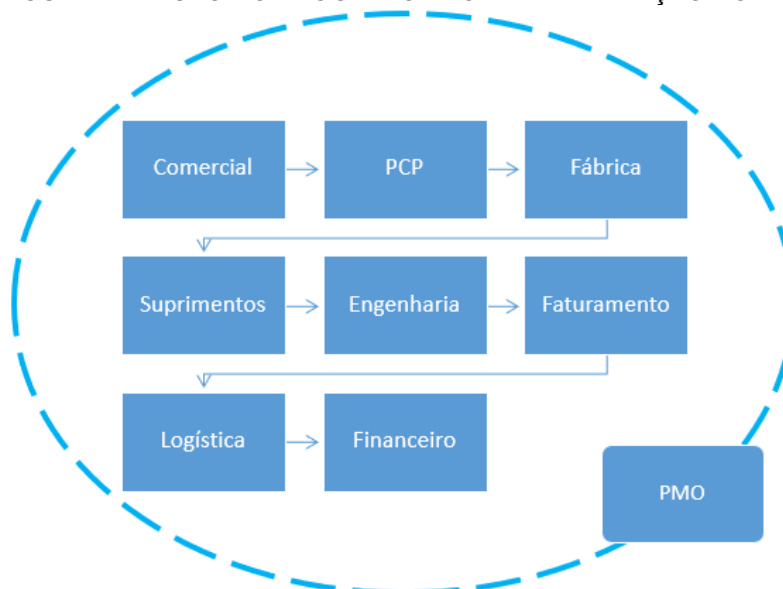 Comercial
PCP
Fábrica
Suprimentos
Engenharia
Faturamento
Logística
Financeiro
PMO